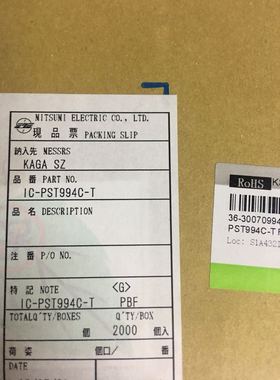 MITSUMI ELECTRIC CO., LTD.
現品票 PACKING SLIP
納入先 MESSRS
KAGA SZ
品番 PART NO.
IC-PST994C-T
品名 DESCRIPTION
注番 P/O NO.
特記 NOTE <G>
IC-PST994C-T PBF
TOTALQ'TY/BOXES Q'TY/BOX
個 2000 個入
荷姿 個口/ 番
DATE
RoHS
36-30070994
PST994C-T
Loc: S1A432